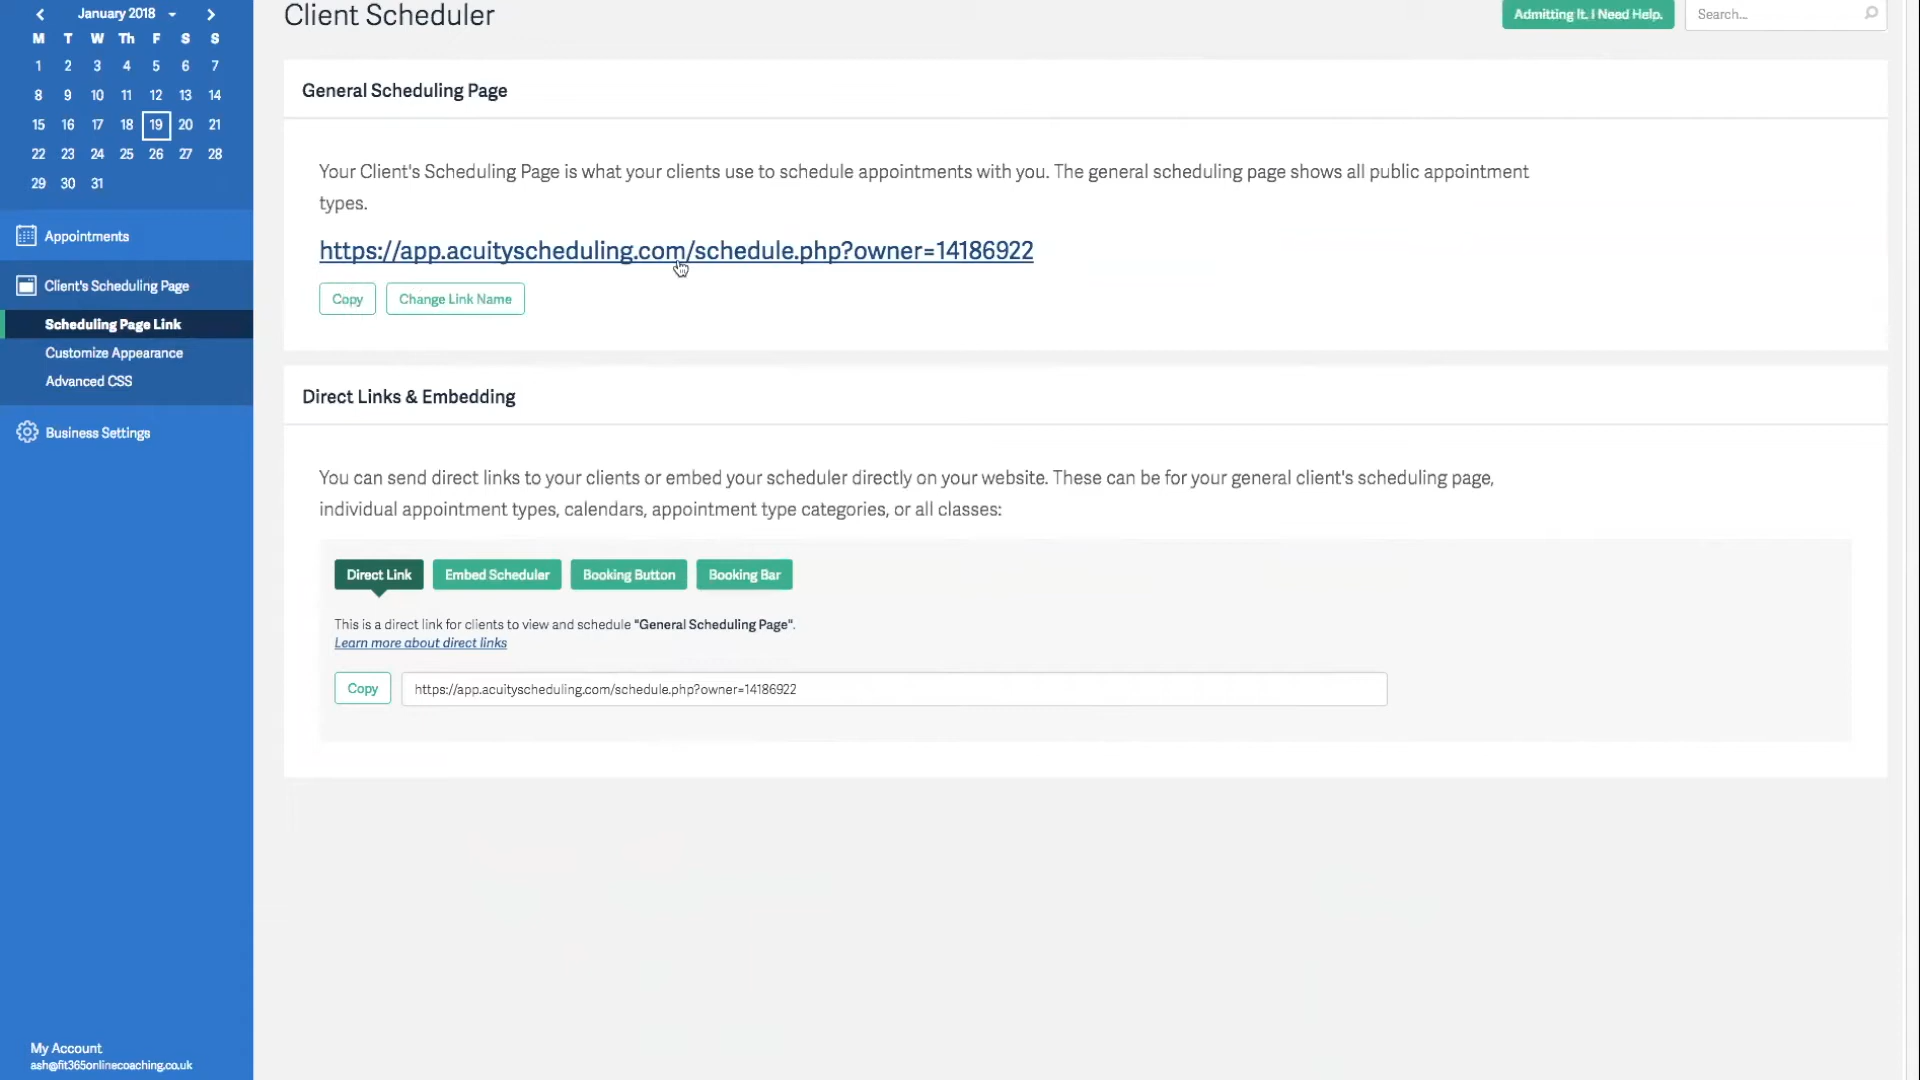 January 2018
M T W Th F S S
1 2 3 4 5 6 7
8 9 10 11 12 13 14
15 16 17 18 19 20 21
22 23 24 25 26 27 28
29 30 31
Appointments
Client's Scheduling Page
Scheduling Page Link
Customize Appearance
Advanced CSS
Business Settings
My Account
ash@fit365onlinecoaching.co.uk
Client Scheduler
Admitting It. I Need Help.
Search...
General Scheduling Page
Your Client's Scheduling Page is what your clients use to schedule appointments with you. The general scheduling page shows all public appointment
types.
https://app.acuityscheduling.com/schedule.php?owner=14186922
Copy Change Link Name
Direct Links & Embedding
You can send direct links to your clients or embed your scheduler directly on your website. These can be for your general client's scheduling page,
individual appointment types, calendars, appointment type categories, or all classes:
Direct Link Embed Scheduler Booking Button Booking Bar
This is a direct link for clients to view and schedule "General Scheduling Page".
Learn more about direct links
Copy https://app.acuityscheduling.com/schedule.php?owner=14186922